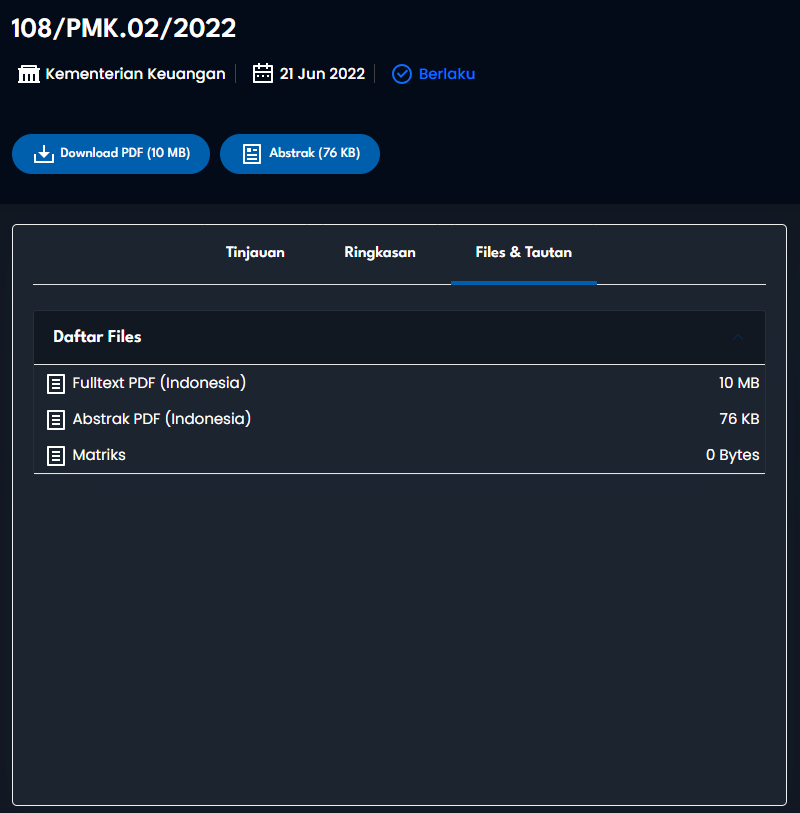 108/PMK.02/2022
Kementerian Keuangan 21 Jun 2022 Berlaku
Download PDF (10 MB) Abstrak (76 KB)
Tinjauan Ringkasan Files & Tautan
Daftar Files
Fulltext PDF (Indonesia) 10 MB
Abstrak PDF (Indonesia) 76 KB
Matriks 0 Bytes